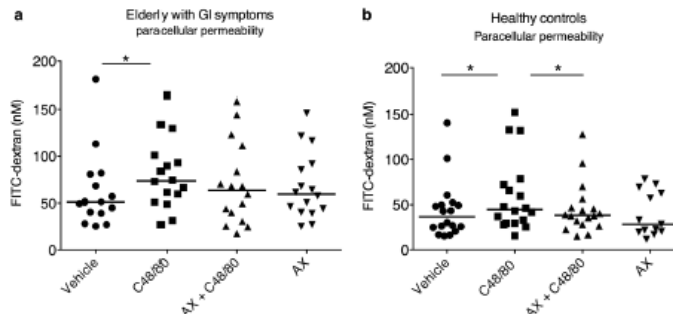 a
Elderly with GI symptoms
paracellular permeability
FITC-dextran (nM)
200
150
100
50
0
*
Vehicle
C48/80
AX + C48/80
AX
b
Healthy controls
Paracellular permeability
FITC-dextran (nM)
200
150
100
50
0
*
*
Vehicle
C48/80
AX + C48/80
AX